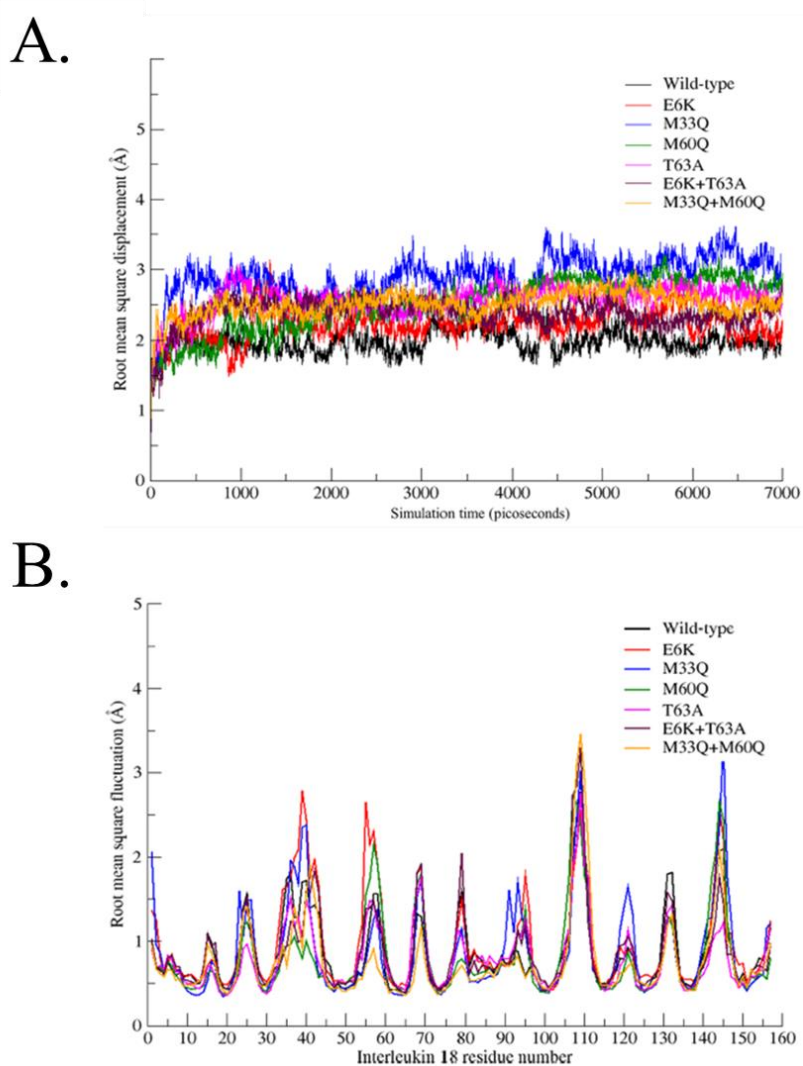 A.
Wild-type
E6K
M33Q
M60Q
T63A
E6K+T63A
M33Q+M60Q
Root mean square displacement (Å)
5
4
3
2
1
0
0 1000 2000 3000 4000 5000 6000 7000
Simulation time (picoseconds)
B.
Wild-type
E6K
M33Q
M60Q
T63A
E6K+T63A
M33Q+M60Q
Root mean square fluctuation (Å)
5
4
3
2
1
0
0 10 20 30 40 50 60 70 80 90 100 110 120 130 140 150 160
Interleukin 18 residue number